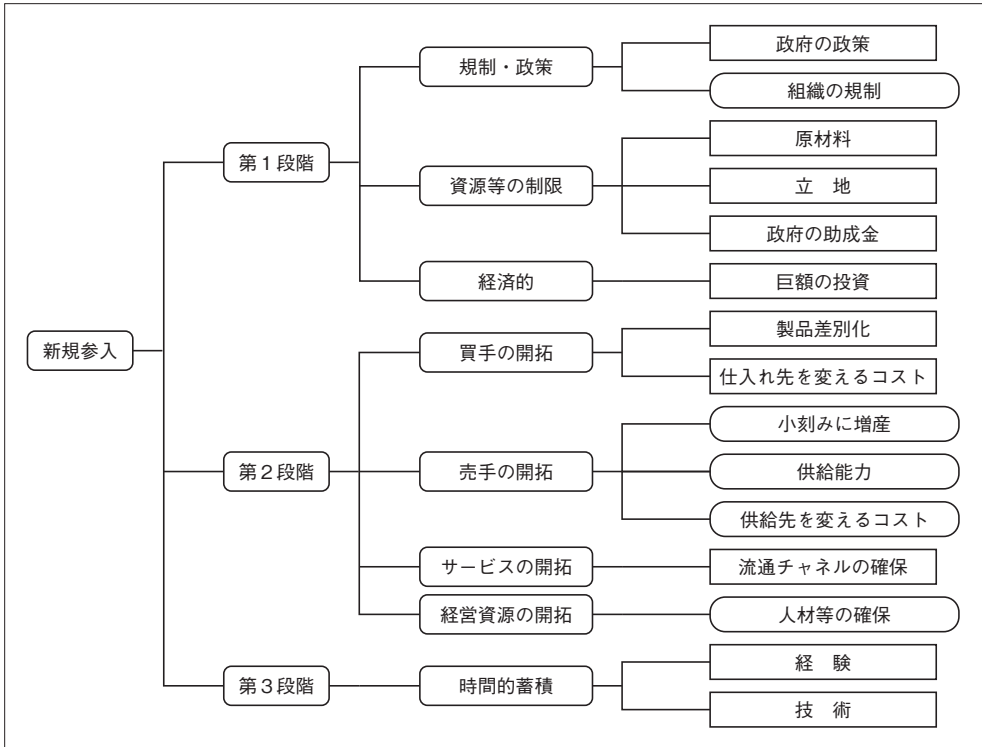 新規参入
第１段階
規制・政策
政府の政策
組織の規制
資源等の制限
原材料
立　地
政府の助成金
経済的
巨額の投資
第２段階
買手の開拓
製品差別化
仕入れ先を変えるコスト
売手の開拓
小刻みに増産
供給能力
供給先を変えるコスト
サービスの開拓
流通チャネルの確保
経営資源の開拓
人材等の確保
第３段階
時間的蓄積
経　験
技　術